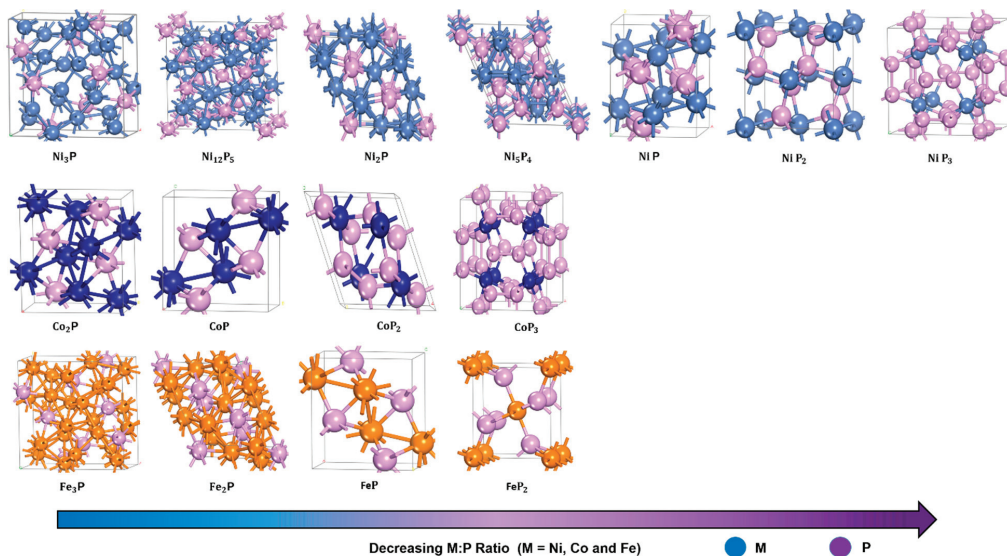 Ni₃P Ni₁₂P₅ Ni₂P Ni₅P₄ Ni P Ni P₂ Ni P₃
Co₂P CoP CoP₂ CoP₃
Fe₃P Fe₂P FeP FeP₂
Decreasing M:P Ratio (M = Ni, Co and Fe) M P